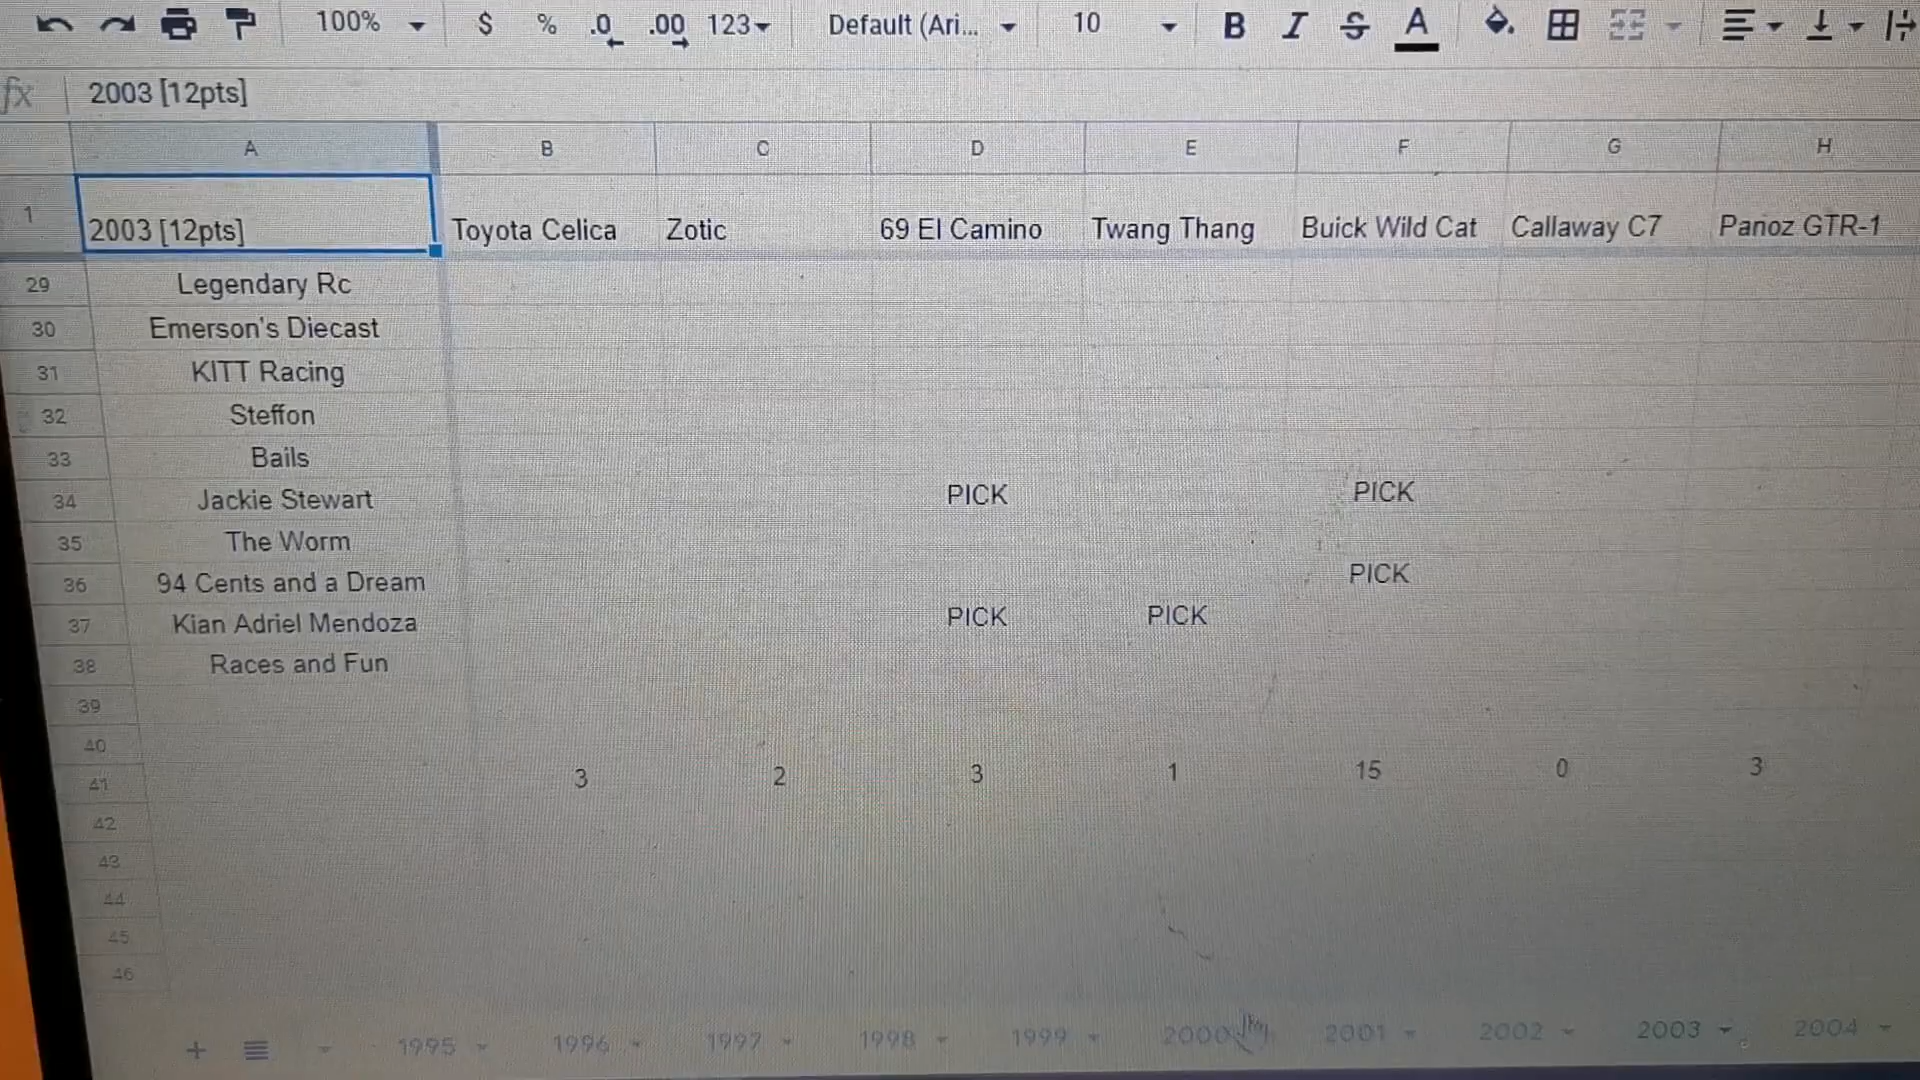 100% $ % .0 .00 123 Default (Ari... 10 B I S A
fx 2003 [12pts]
A B C D E F G H
1 2003 [12pts] Toyota Celica Zotic 69 El Camino Twang Thang Buick Wild Cat Callaway C7 Panoz GTR-1
29 Legendary Rc
30 Emerson's Diecast
31 KITT Racing
32 Steffon
33 Bails
34 Jackie Stewart PICK PICK
35 The Worm
36 94 Cents and a Dream PICK
37 Kian Adriel Mendoza PICK PICK
38 Races and Fun
39
40
41 3 2 3 1 15 0 3
42
43
44
45
46
+ 1995 1996 1997 1998 1999 2000 2001 2002 2003 2004